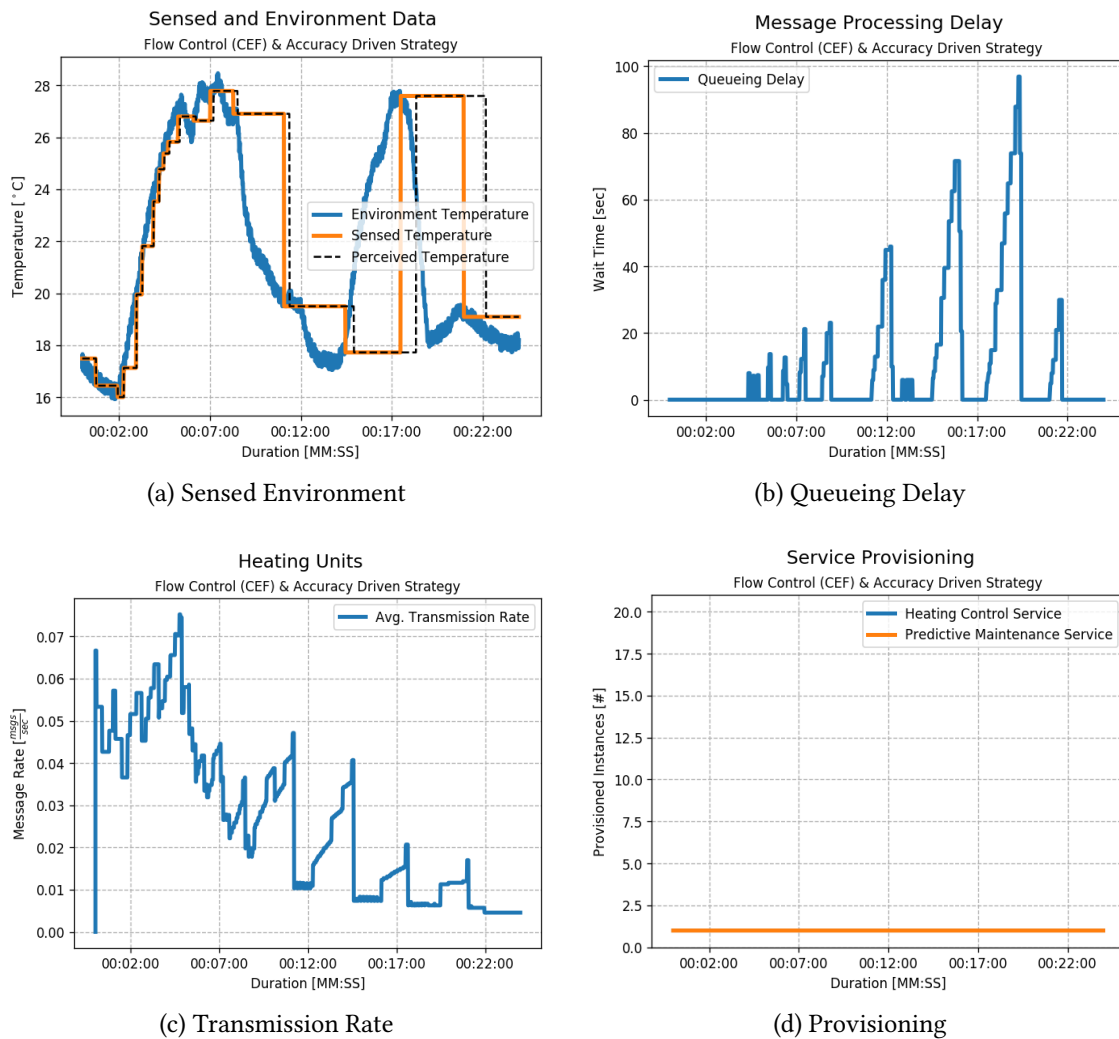 Sensed and Environment Data
Flow Control (CEF) & Accuracy Driven Strategy
28
26
24
22
20
18
16
Temperature [°C]
Environment Temperature
Sensed Temperature
Perceived Temperature
00:02:00
00:07:00
00:12:00
00:17:00
00:22:00
Duration [MM:SS]
(a) Sensed Environment
Message Processing Delay
Flow Control (CEF) & Accuracy Driven Strategy
100
80
60
40
20
0
Wait Time [sec]
Queueing Delay
00:02:00
00:07:00
00:12:00
00:17:00
00:22:00
Duration [MM:SS]
(b) Queueing Delay
Heating Units
Flow Control (CEF) & Accuracy Driven Strategy
0.07
0.06
0.05
0.04
0.03
0.02
0.01
0.00
Message Rate [msgs/sec]
Avg. Transmission Rate
00:02:00
00:07:00
00:12:00
00:17:00
00:22:00
Duration [MM:SS]
(c) Transmission Rate
Service Provisioning
Flow Control (CEF) & Accuracy Driven Strategy
20.0
17.5
15.0
12.5
10.0
7.5
5.0
2.5
0.0
Provisioned Instances [#]
Heating Control Service
Predictive Maintenance Service
00:02:00
00:07:00
00:12:00
00:17:00
00:22:00
Duration [MM:SS]
(d) Provisioning